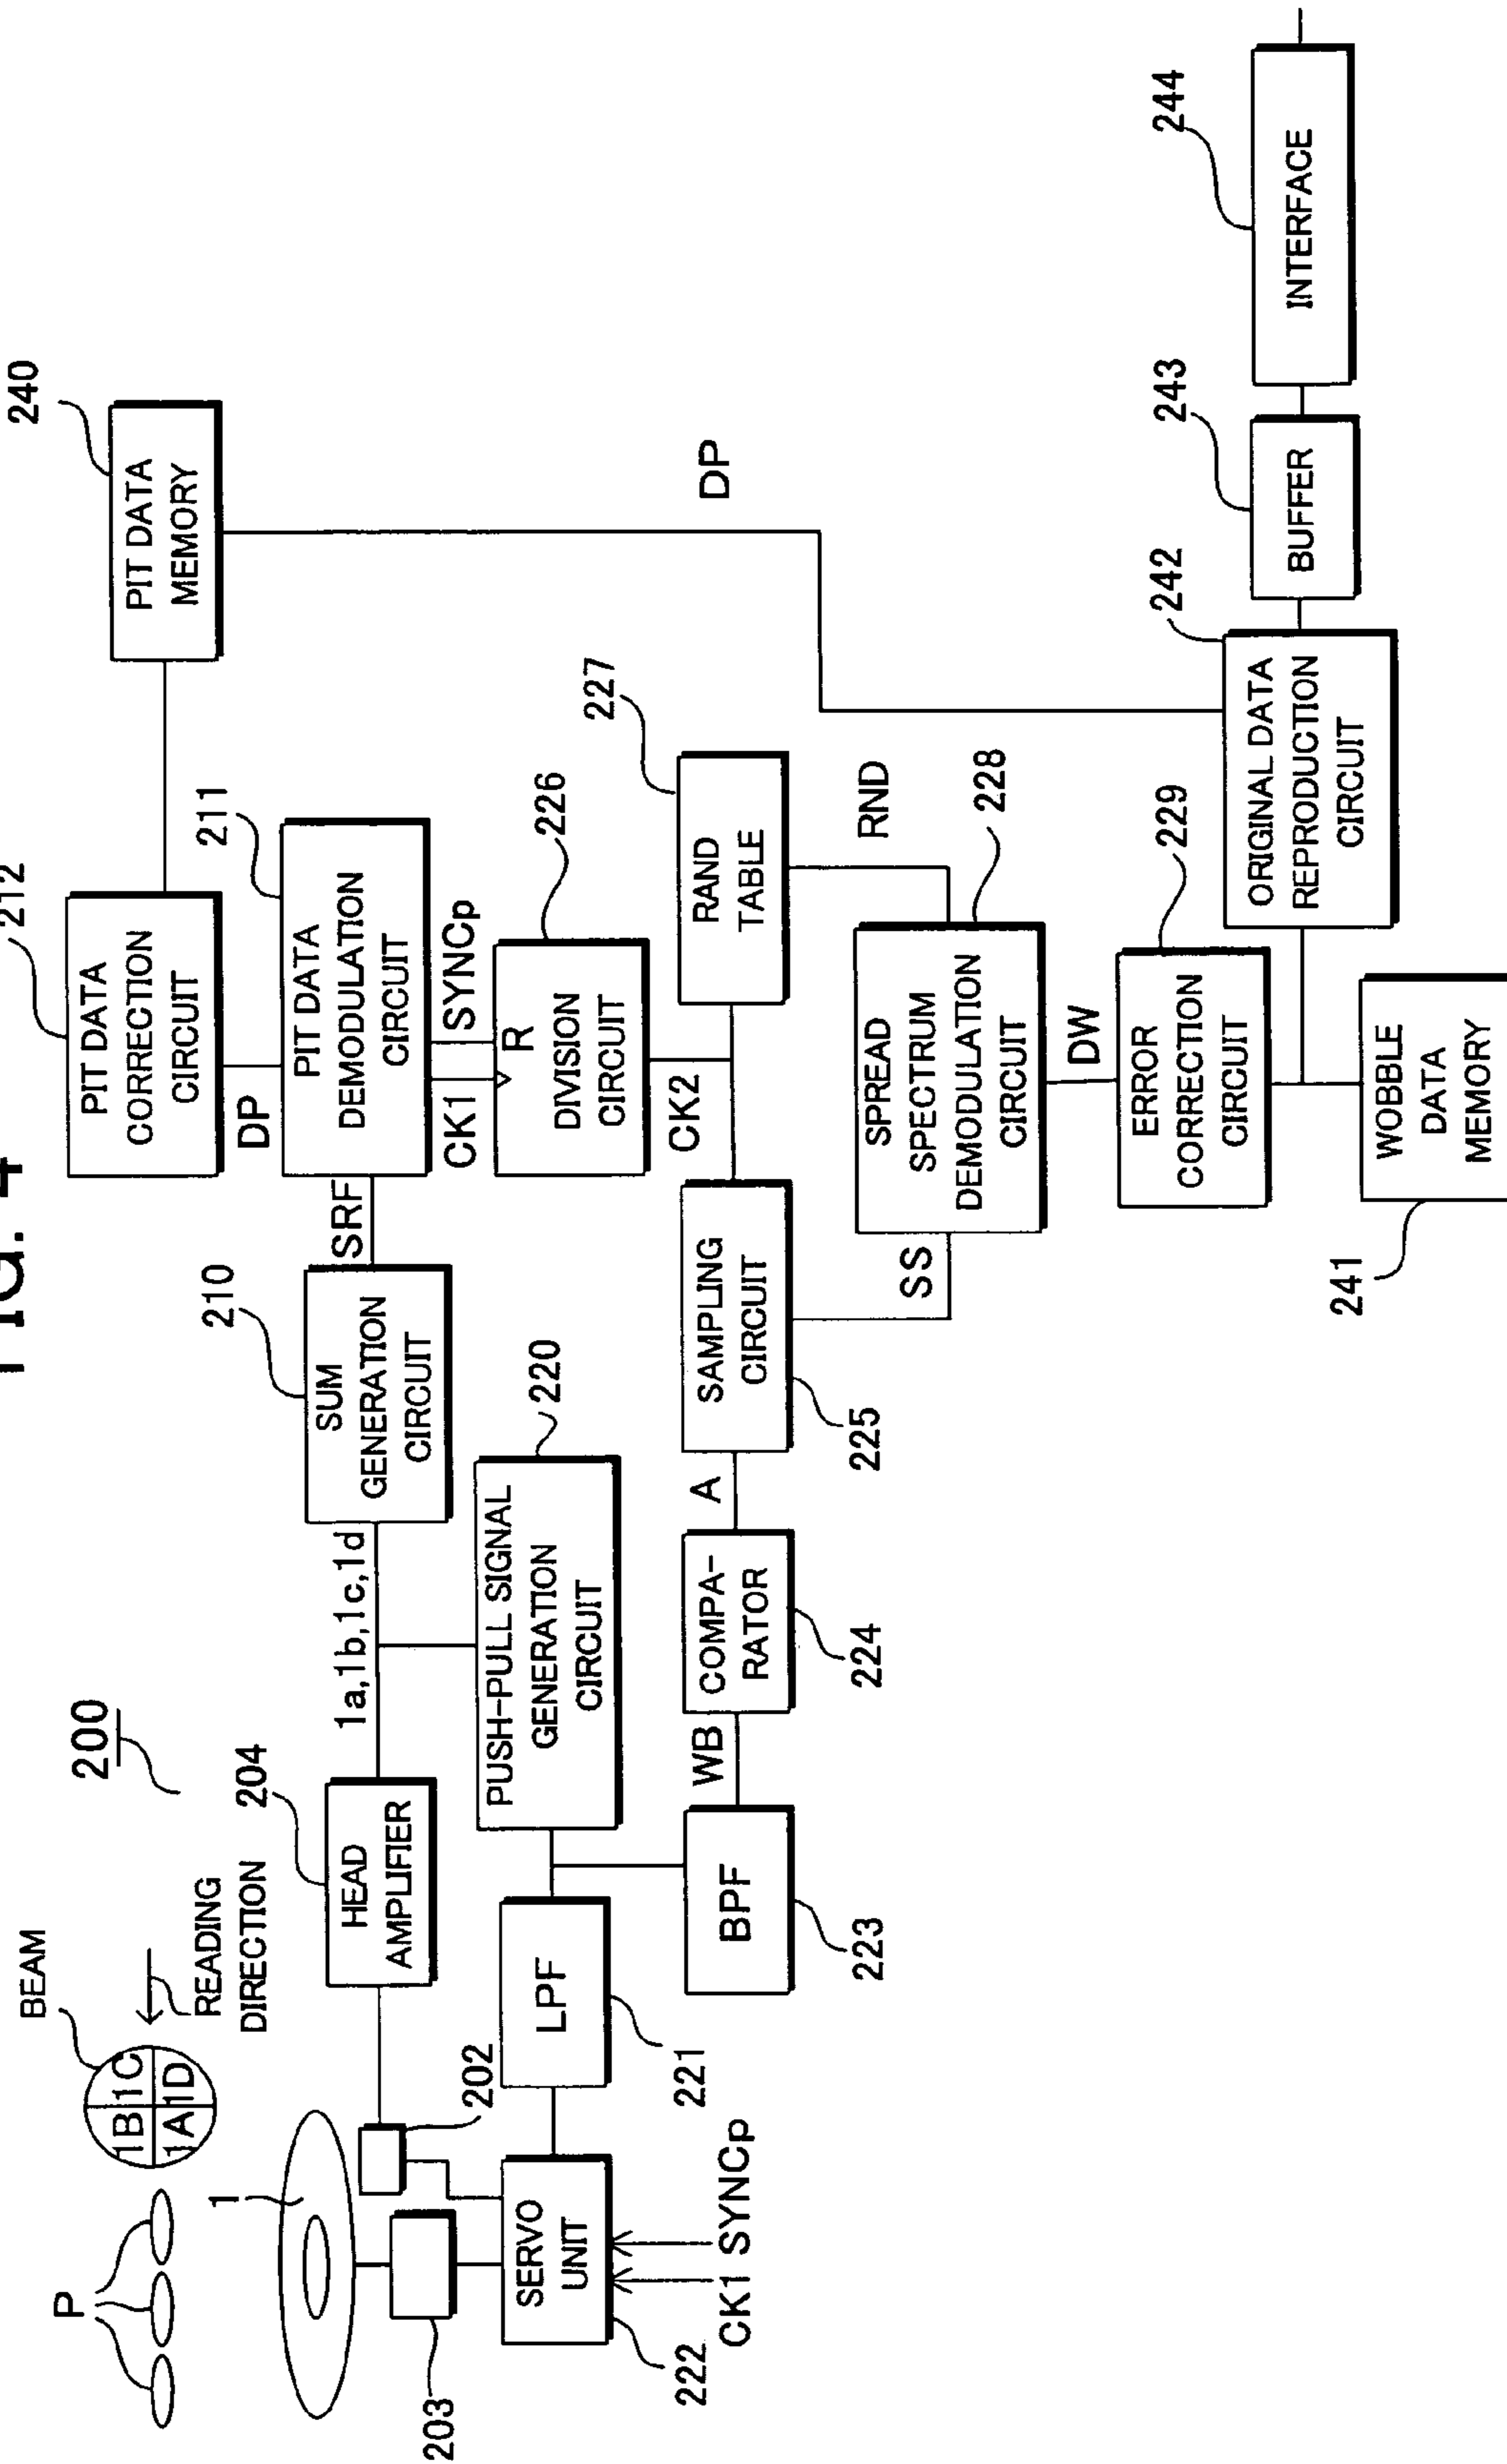 FIG. 4
200
P
BEAM
1B 1C
1A 1D
READING
DIRECTION
1
202
203
204
HEAD
AMPLIFIER
1a,1b,1c,1d
210
SUM
GENERATION
CIRCUIT
SRF
211
PIT DATA
DEMODULATION
CIRCUIT
DP
212
PIT DATA
CORRECTION
CIRCUIT
240
PIT DATA
MEMORY
DP
SERVO
UNIT
222
CK1 SYNCp
LPF
221
PUSH-PULL SIGNAL
GENERATION
CIRCUIT
220
CK1 SYNCp
R
DIVISION
CIRCUIT
226
CK2
BPF
223
WB
COMPA-
RATOR
224
A
SAMPLING
CIRCUIT
225
RAND
TABLE
227
SS
RND
SPREAD
SPECTRUM
DEMODULATION
CIRCUIT
228
DW
ERROR
CORRECTION
CIRCUIT
229
WOBBLE
DATA
MEMORY
241
ORIGINAL DATA
REPRODUCTION
CIRCUIT
242
BUFFER
243
INTERFACE
244